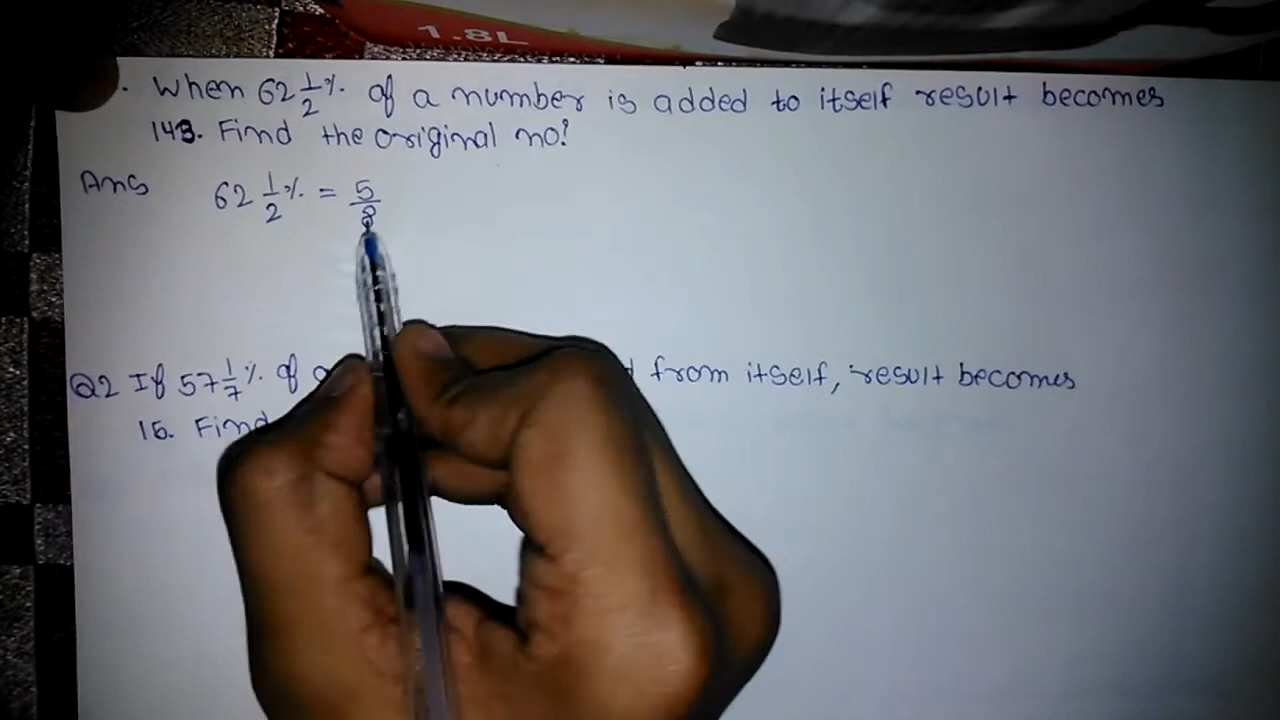 1.8L
. When 62 1/2 % of a number is added to itself result becomes
143. Find the original no?
Ans 62 1/2 % = 5/8
Q2 If 57 1/7 % of from itself, result becomes
15. Find